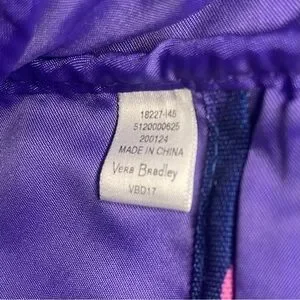 18227-I45
5120000625
200124
MADE IN CHINA
Vera Bradley
VBD17